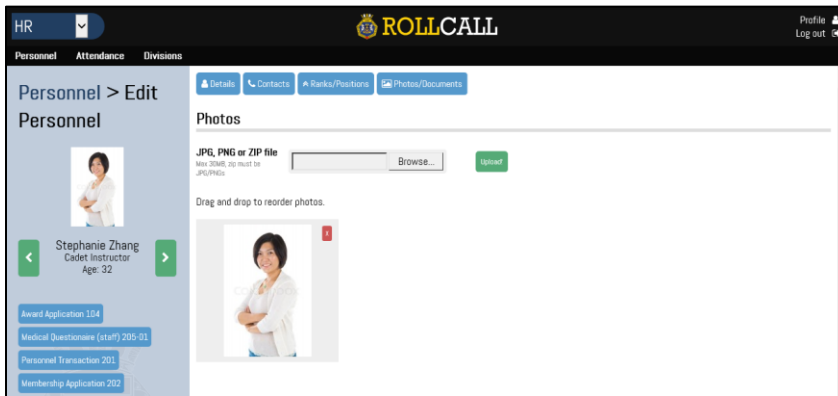 HR
ROLLCALL
Profile
Log out
Personnel Attendance Divisions
Personnel > Edit
Personnel
Stephanie Zhang
Cadet Instructor
Age: 32
Award Application 104
Medical Questionaire (staff) 205-01
Personnel Transaction 201
Membership Application 202
Details Contacts Ranks/Positions Photos/Documents
Photos
JPG, PNG or ZIP file
Max 30MB, zip must be
JPG/PNGs
Browse...
Upload!
Drag and drop to reorder photos.
x